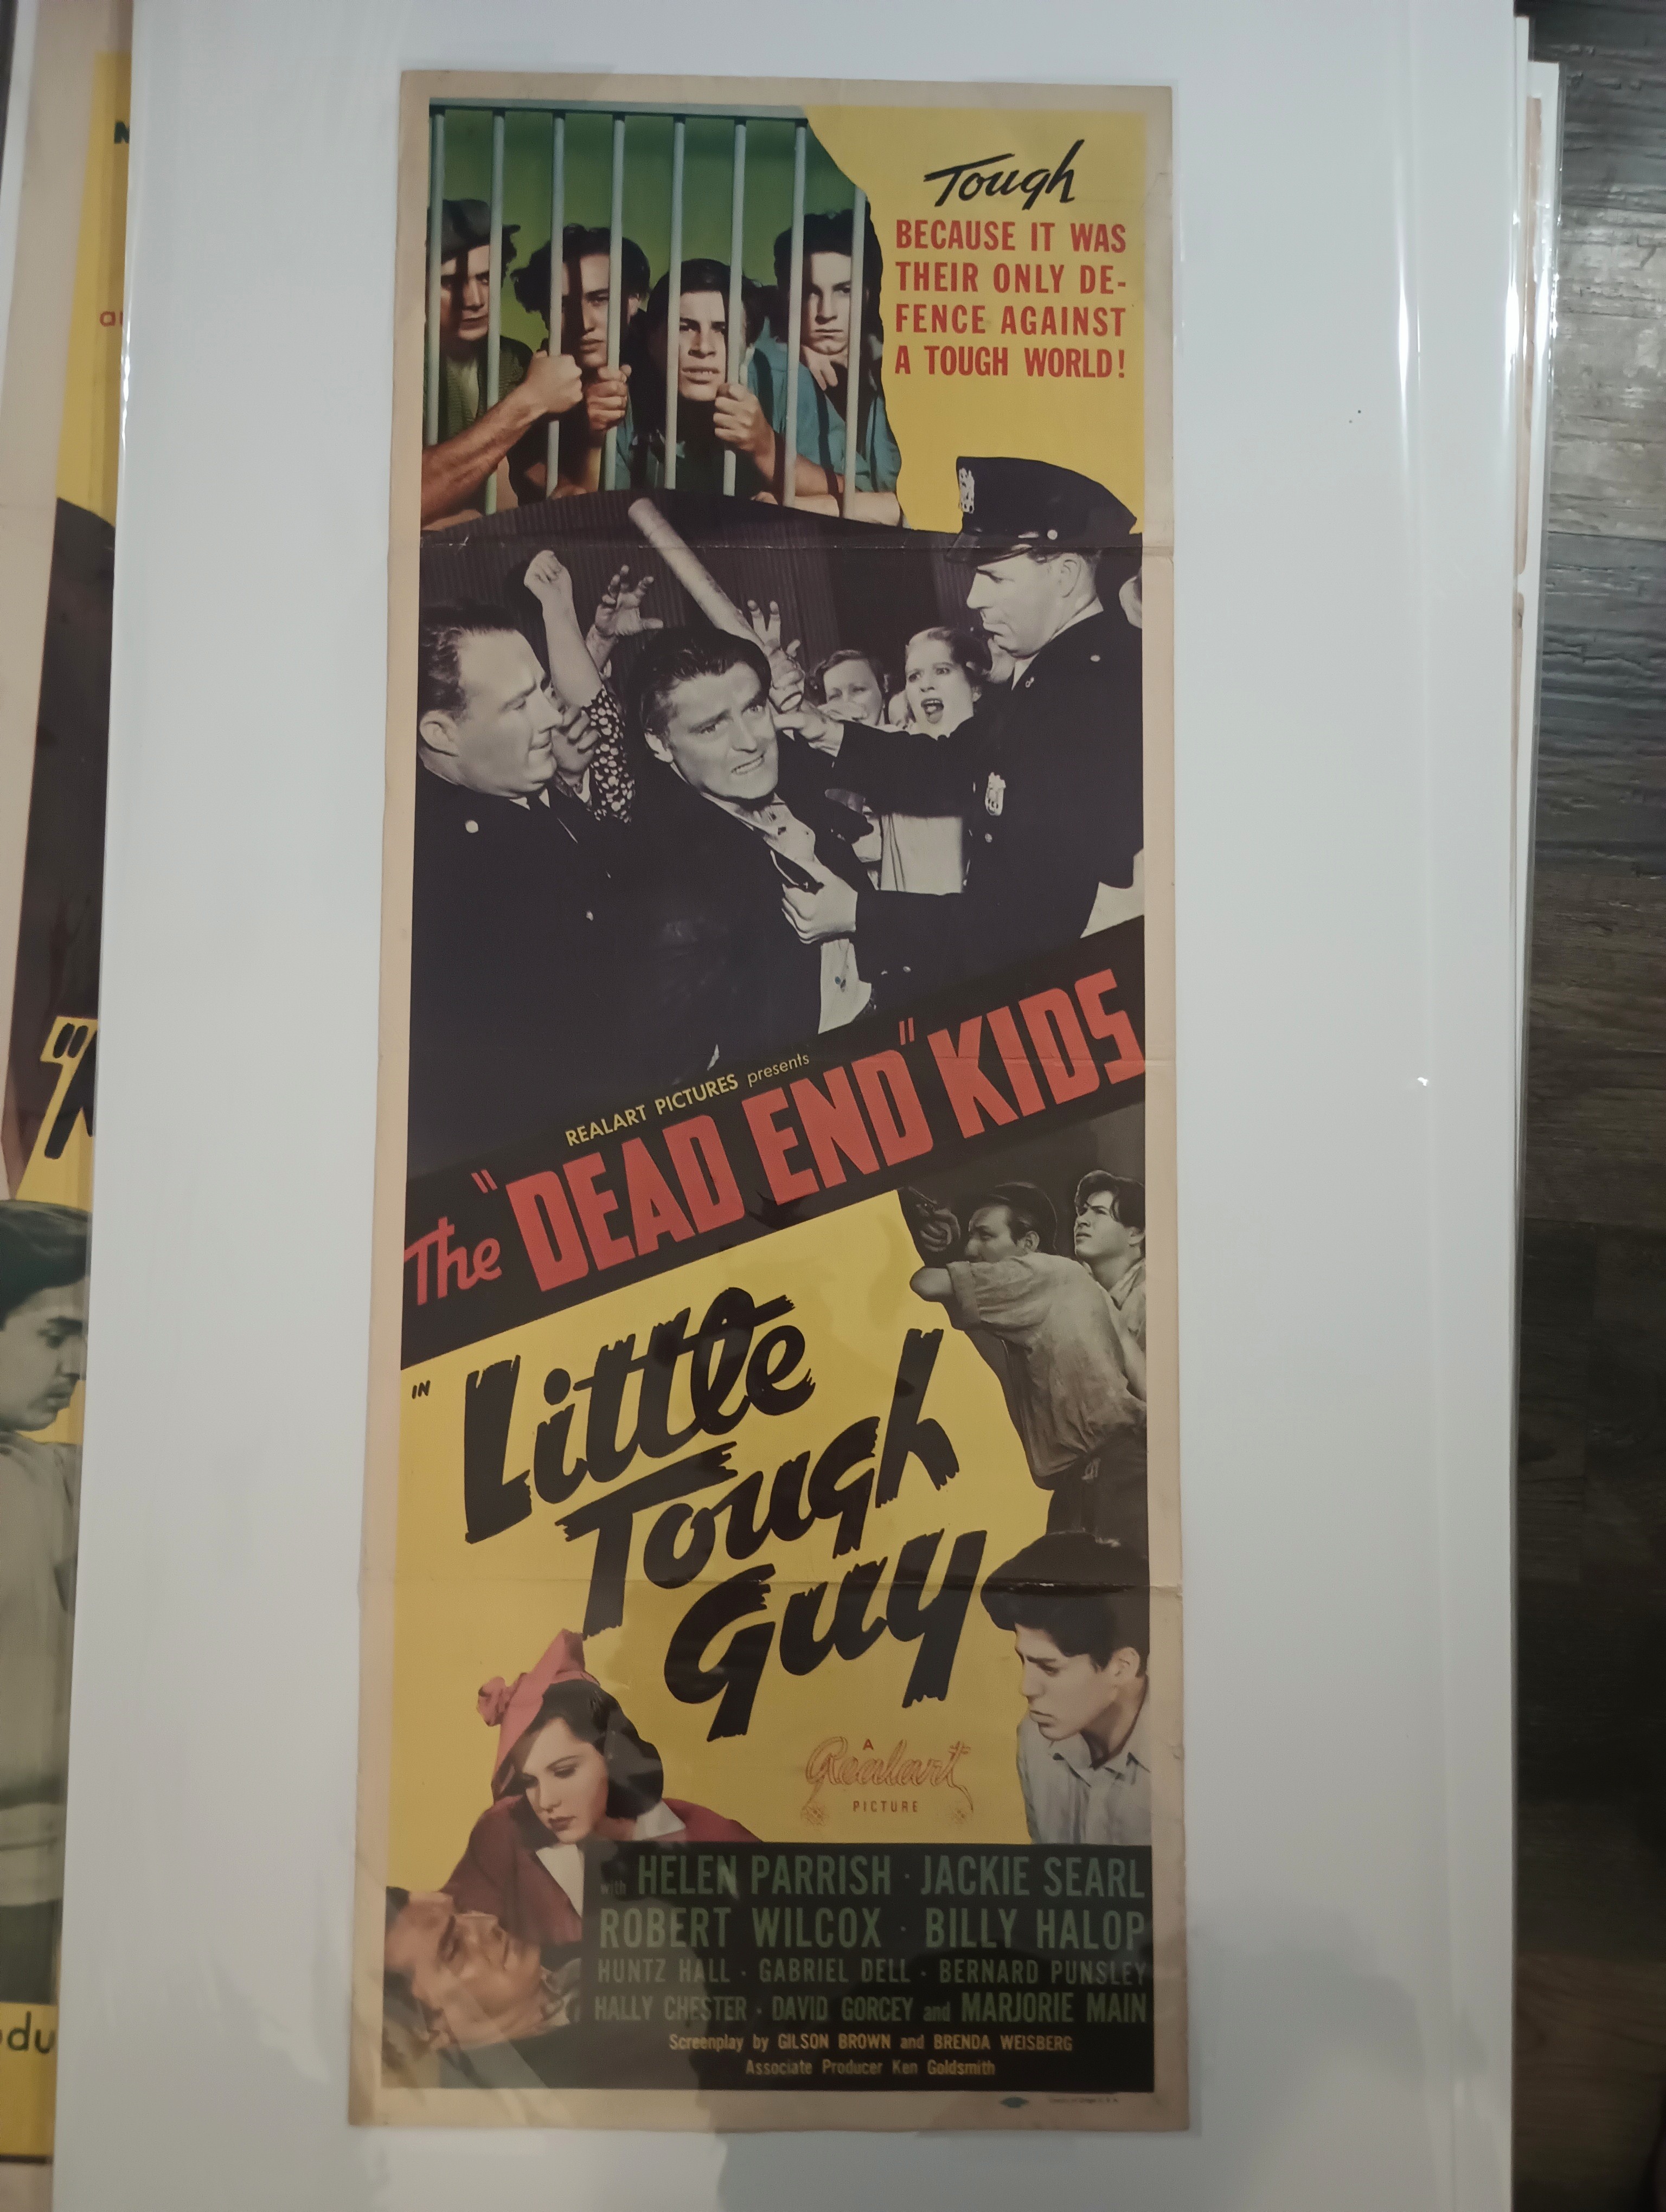 Tough
BECAUSE IT WAS
THEIR ONLY DE-
FENCE AGAINST
A TOUGH WORLD!
REALART PICTURES presents
The "DEAD END" KIDS
IN
Little
Tough
Guy
A
Realart
PICTURE
with HELEN PARRISH · JACKIE SEARL
ROBERT WILCOX · BILLY HALOP
HUNTZ HALL · GABRIEL DELL · BERNARD PUNSLEY
HALLY CHESTER · DAVID GORCEY and MARJORIE MAIN
Screenplay by GILSON BROWN and BRENDA WEISBERG
Associate Producer Ken Goldsmith